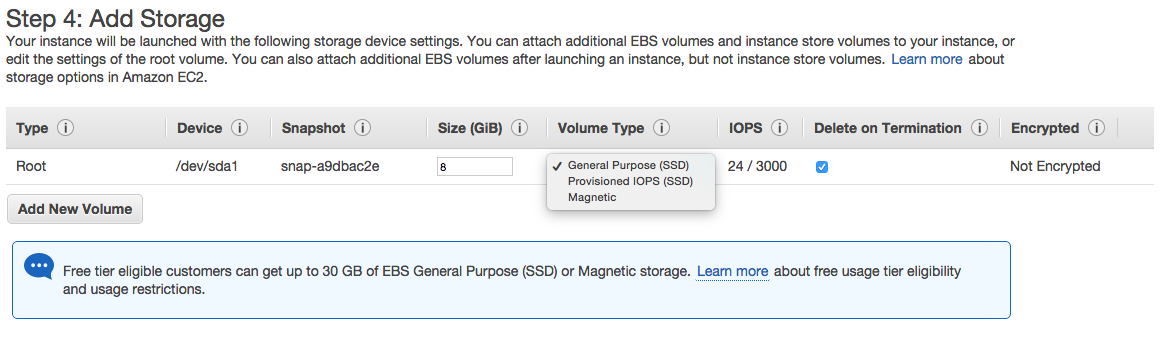 Step 4: Add Storage
Your instance will be launched with the following storage device settings. You can attach additional EBS volumes and instance store volumes to your instance, or
edit the settings of the root volume. You can also attach additional EBS volumes after launching an instance, but not instance store volumes. Learn more about
storage options in Amazon EC2.
Type i Device i Snapshot i Size (GiB) i Volume Type i IOPS i Delete on Termination i Encrypted i
Root /dev/sda1 snap-a9dbac2e 8 General Purpose (SSD) 24 / 3000 Not Encrypted
Provisioned IOPS (SSD)
Magnetic
Add New Volume
Free tier eligible customers can get up to 30 GB of EBS General Purpose (SSD) or Magnetic storage. Learn more about free usage tier eligibility
and usage restrictions.